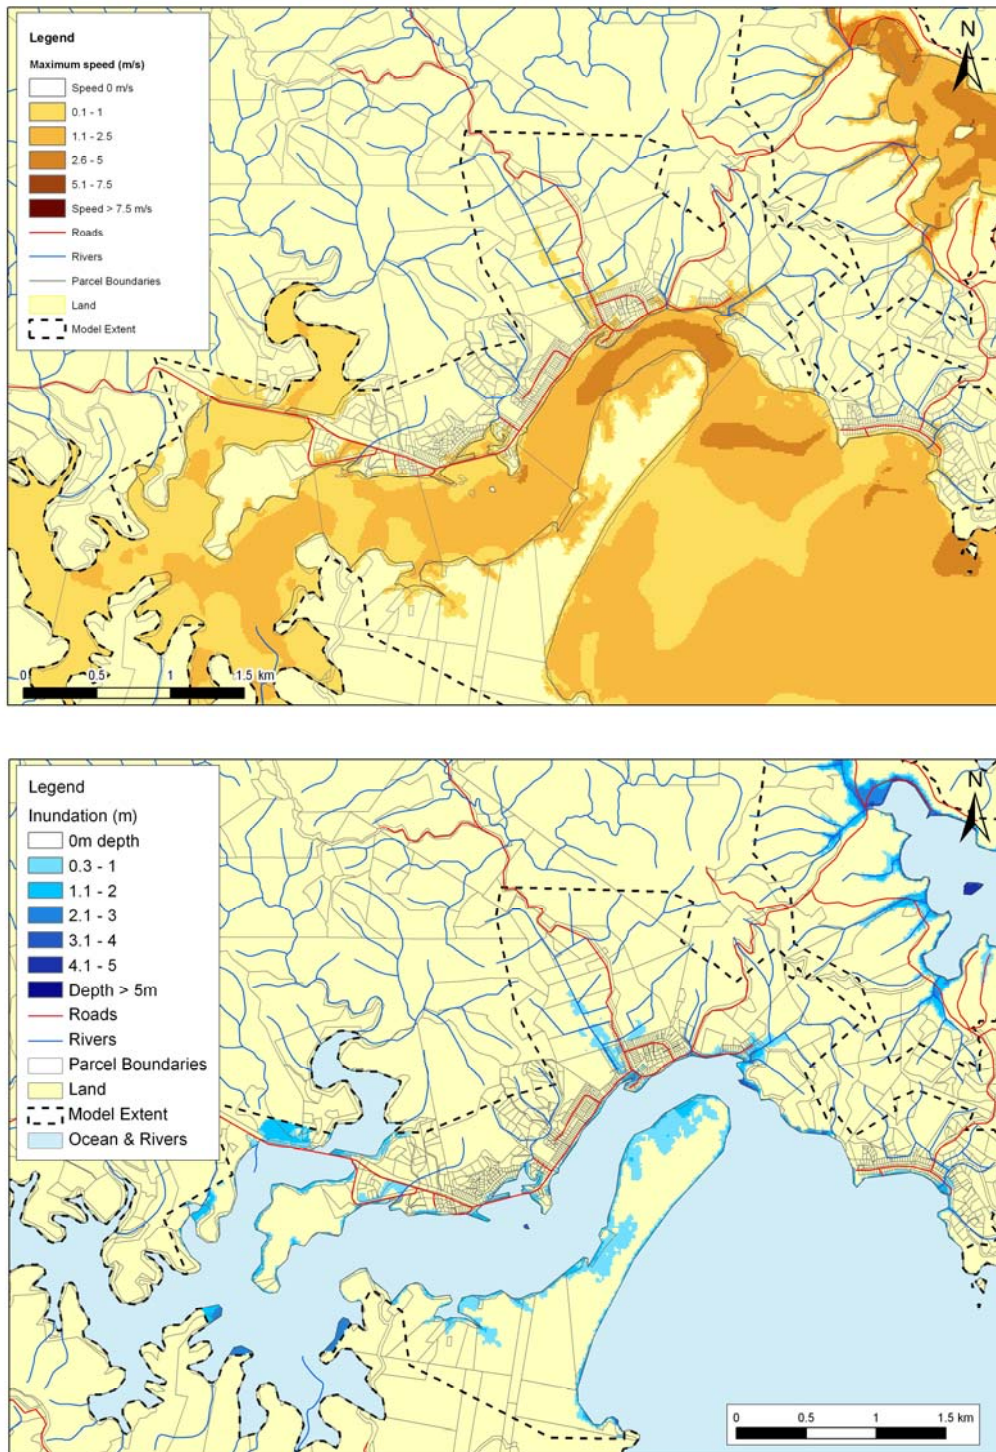 Legend
N
Maximum speed (m/s)
Speed 0 m/s
0.1 - 1
1.1 - 2.5
2.6 - 5
5.1 - 7.5
Speed > 7.5 m/s
Roads
Rivers
Parcel Boundaries
Land
Model Extent
0 0.5 1 1.5 km
Legend
Inundation (m)
N
0m depth
0.3 - 1
1.1 - 2
2.1 - 3
3.1 - 4
4.1 - 5
Depth > 5m
Roads
Rivers
Parcel Boundaries
Land
Model Extent
Ocean & Rivers
0 0.5 1 1.5 km